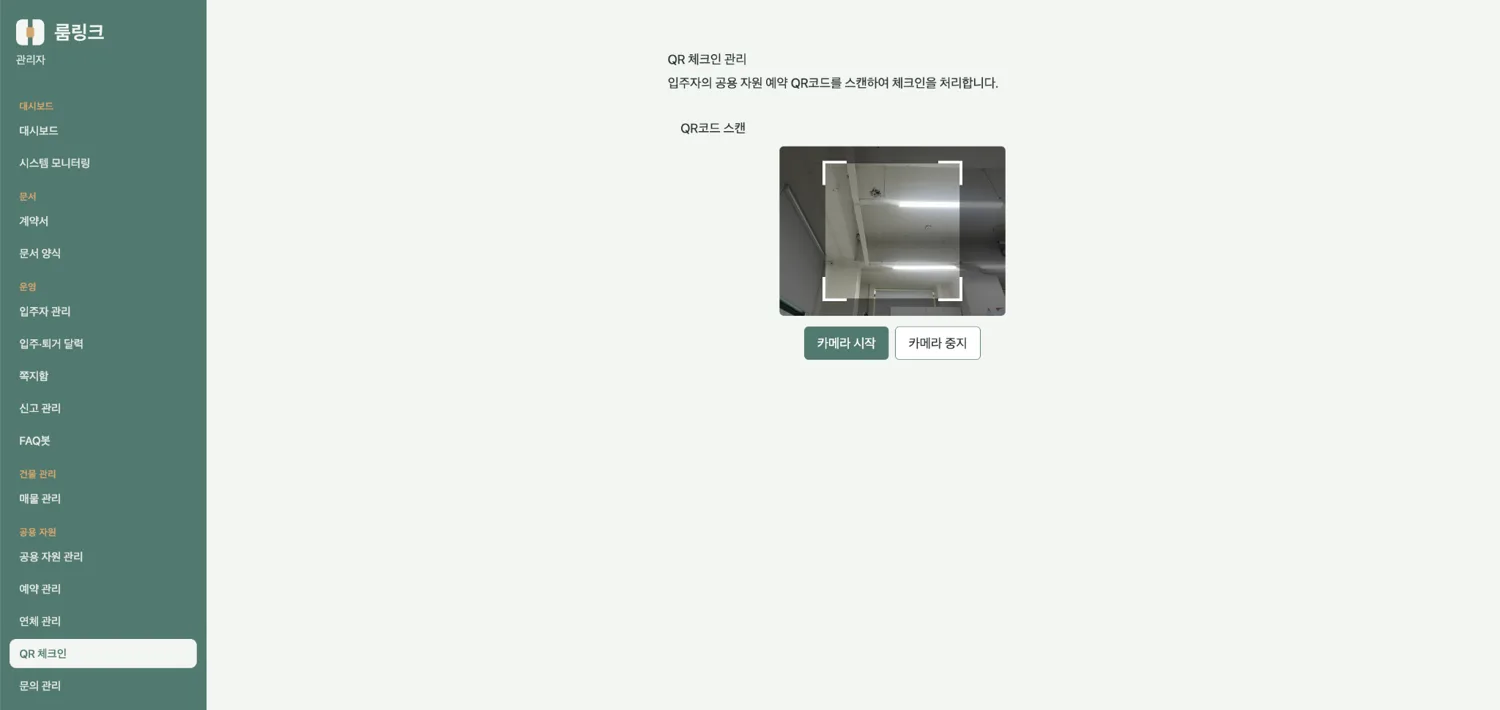 룸링크
관리자
대시보드
대시보드
시스템 모니터링
문서
계약서
문서 양식
운영
입주자 관리
입주·퇴거 달력
쪽지함
신고 관리
FAQ봇
건물 관리
매물 관리
공용 자원
공용 자원 관리
예약 관리
연체 관리
QR 체크인
문의 관리
QR 체크인 관리
입주자의 공용 자원 예약 QR코드를 스캔하여 체크인을 처리합니다.
QR코드 스캔
카메라 시작
카메라 중지